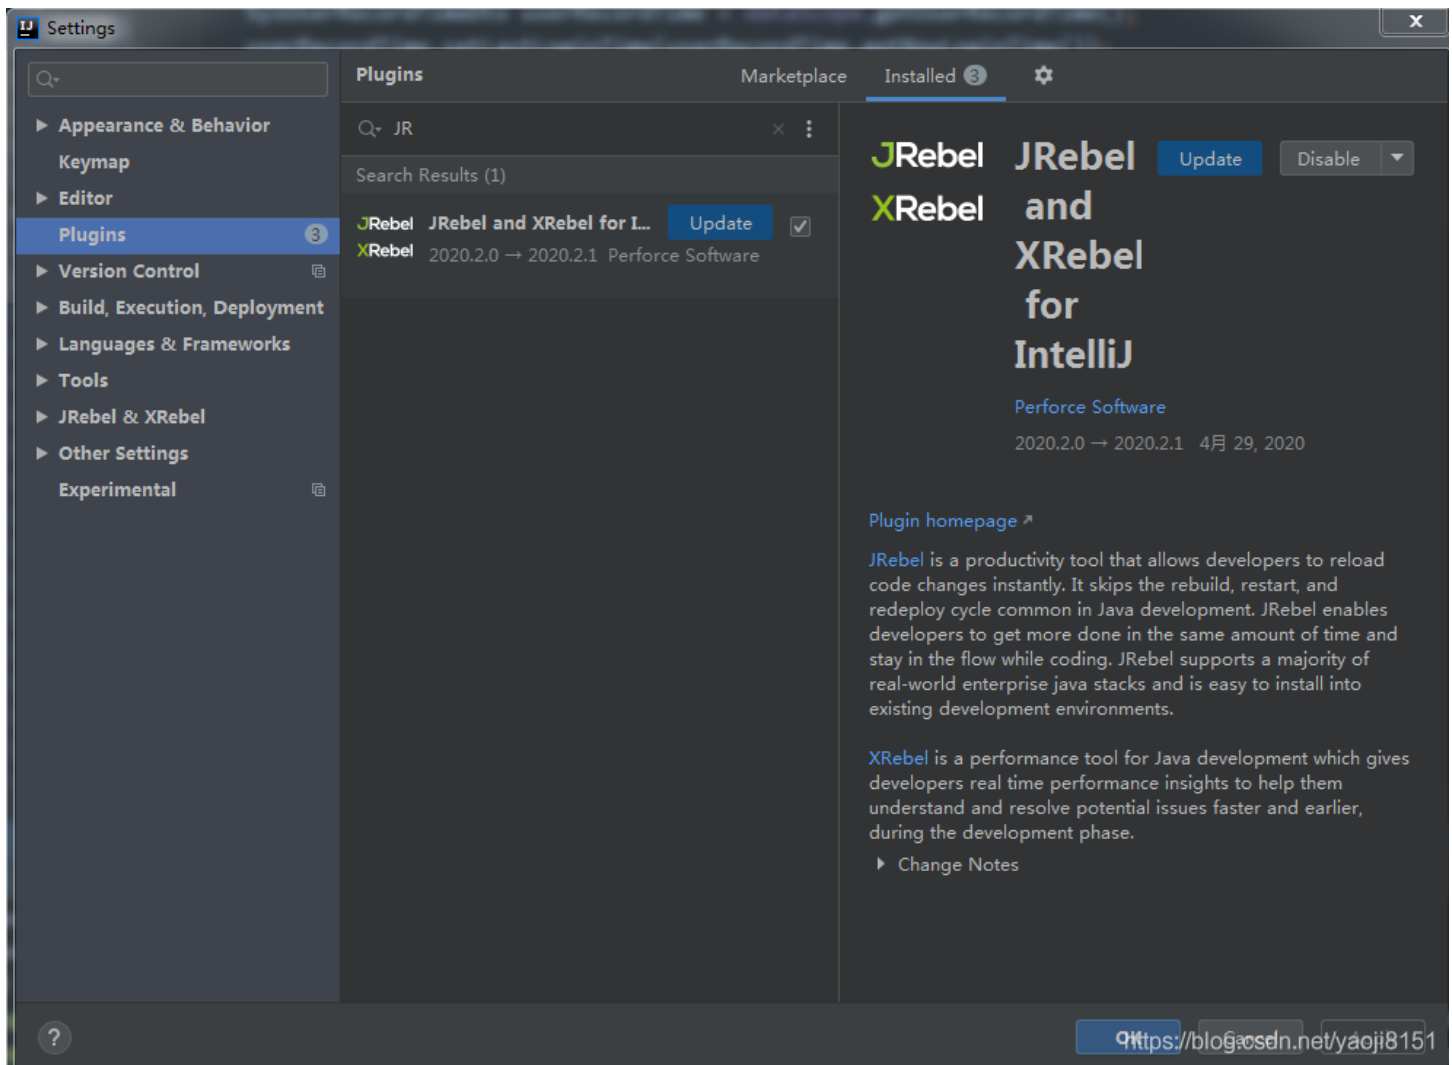 Settings
Plugins
Marketplace
Installed 3
Appearance & Behavior
Keymap
Editor
Plugins 3
Version Control
Build, Execution, Deployment
Languages & Frameworks
Tools
JRebel & XRebel
Other Settings
Experimental
JR
Search Results (1)
JRebel
XRebel
JRebel and XRebel for I...
Update
2020.2.0 → 2020.2.1 Perforce Software
JRebel
XRebel
JRebel
and
XRebel
for
IntelliJ
Update
Disable
Perforce Software
2020.2.0 → 2020.2.1 4月 29, 2020
Plugin homepage ↗
JRebel is a productivity tool that allows developers to reload
code changes instantly. It skips the rebuild, restart, and
redeploy cycle common in Java development. JRebel enables
developers to get more done in the same amount of time and
stay in the flow while coding. JRebel supports a majority of
real-world enterprise java stacks and is easy to install into
existing development environments.
XRebel is a performance tool for Java development which gives
developers real time performance insights to help them
understand and resolve potential issues faster and earlier,
during the development phase.
Change Notes
?
OK
Cancel
https://blog.csdn.net/yaoji8151